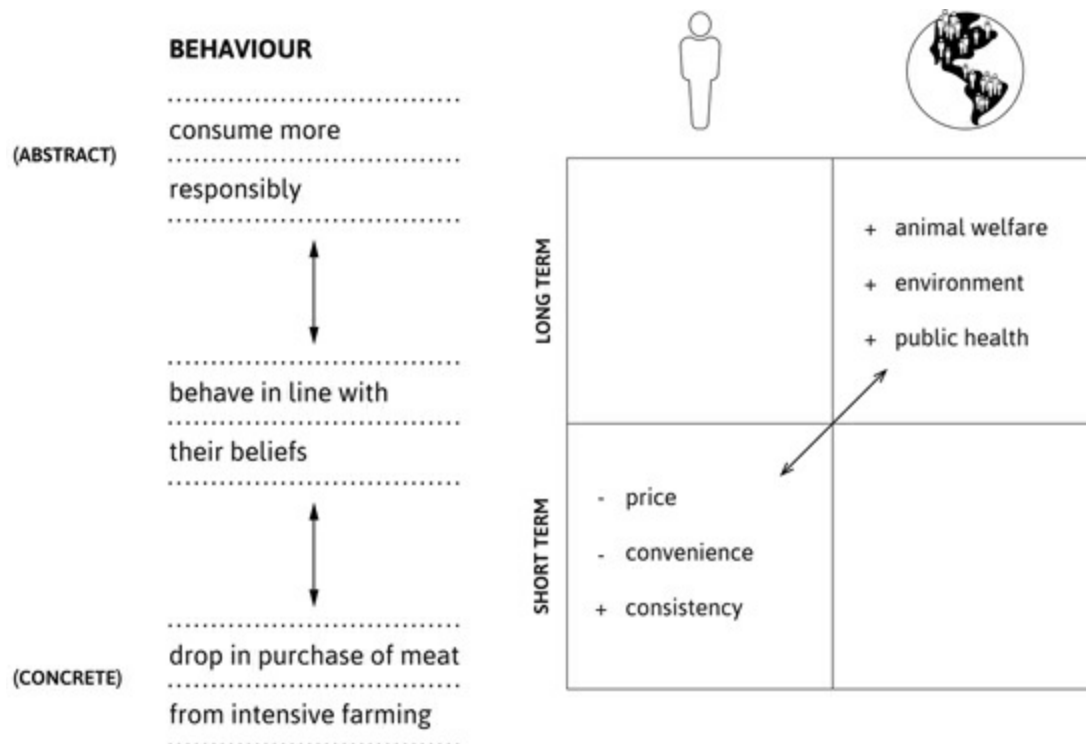 BEHAVIOUR
(ABSTRACT)
consume more
responsibly
behave in line with
their beliefs
(CONCRETE)
drop in purchase of meat
from intensive farming
LONG TERM
+ animal welfare
+ environment
+ public health
SHORT TERM
- price
- convenience
+ consistency